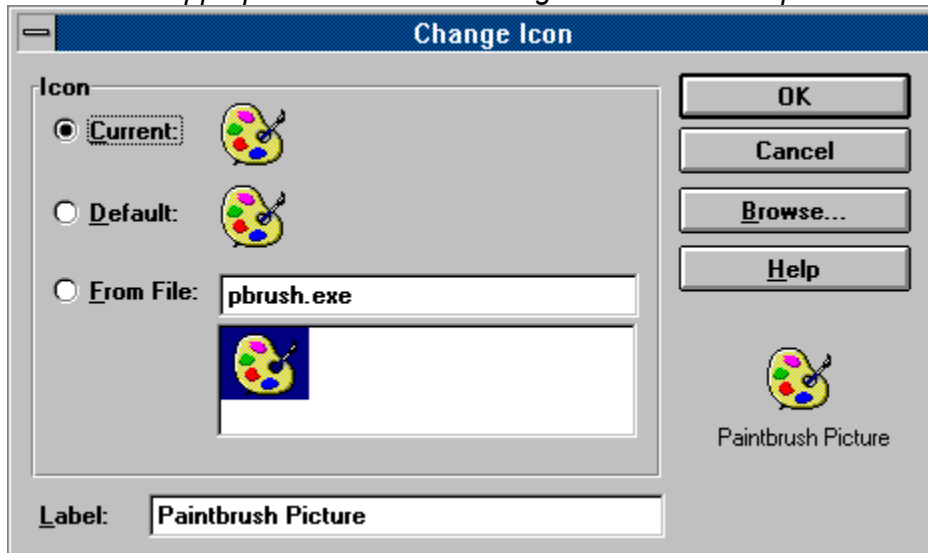 Change Icon
Icon
Current:
Default:
From File: pbrush.exe
Label: Paintbrush Picture
OK
Cancel
Browse...
Help
Paintbrush Picture